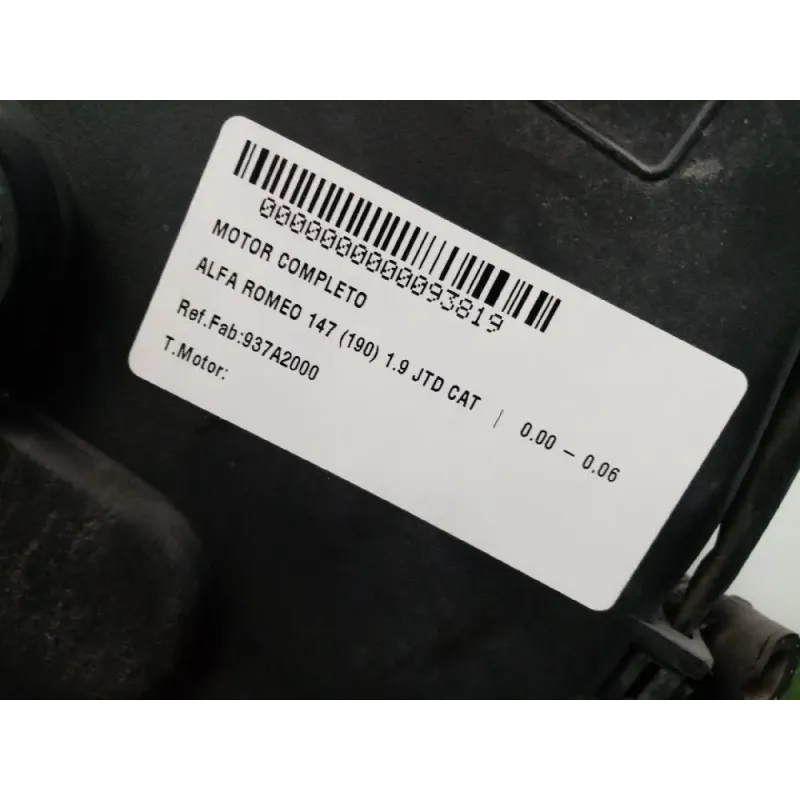 0000000000093819
MOTOR COMPLETO
ALFA ROMEO 147 (190) 1.9 JTD CAT | 0.00 - 0.06
Ref.Fab:937A2000
T.Motor: